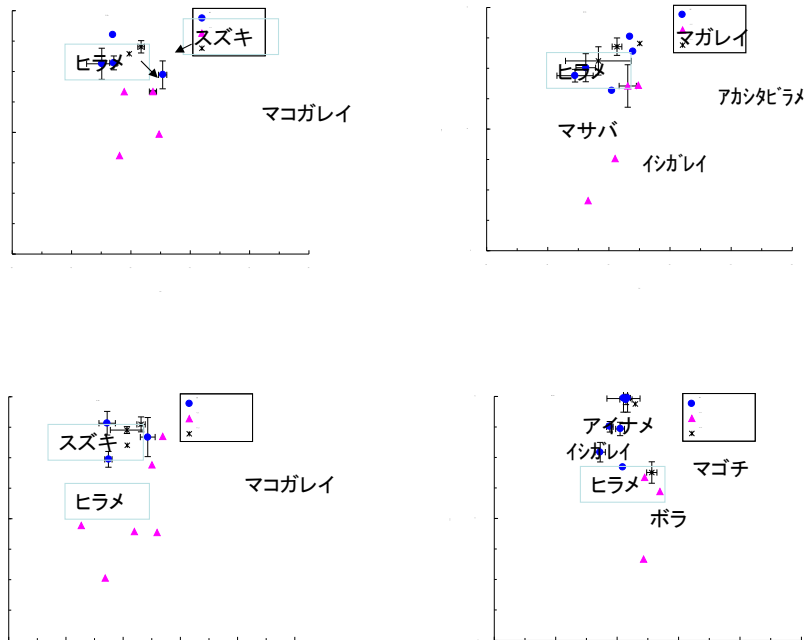 スズキ
ヒラメ
マコガレイ
マガレイ
ヒラメ
アカシタビラメ
マサバ
イシガレイ
スズキ
ヒラメ
マコガレイ
アイナメ
イシガレイ
ヒラメ
マゴチ
ボラ